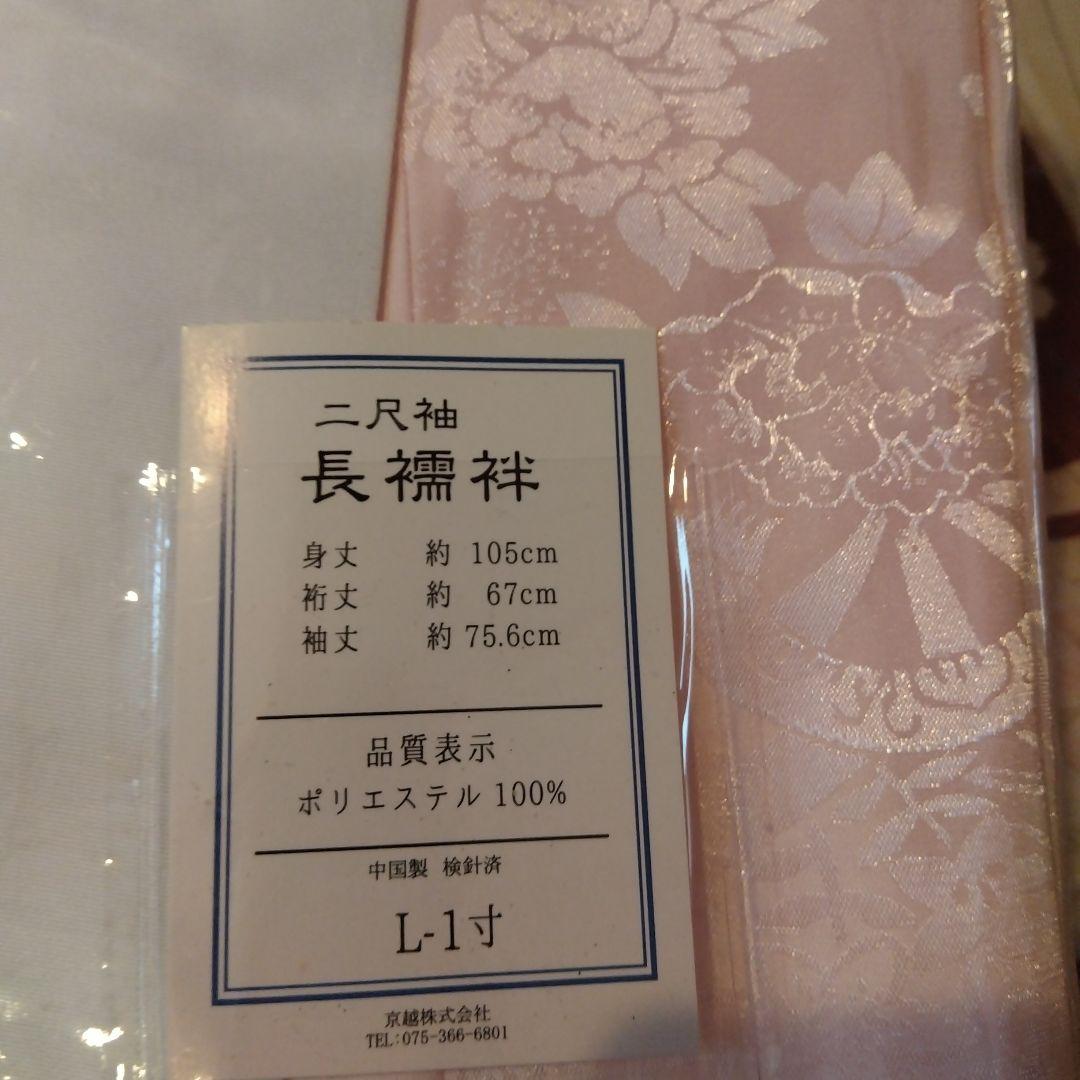 二尺袖
長襦袢
身丈 約 105cm
裄丈 約 67cm
袖丈 約 75.6cm
品質表示
ポリエステル 100%
中国製 検針済
L-1寸
京越株式会社
TEL:075-366-6801